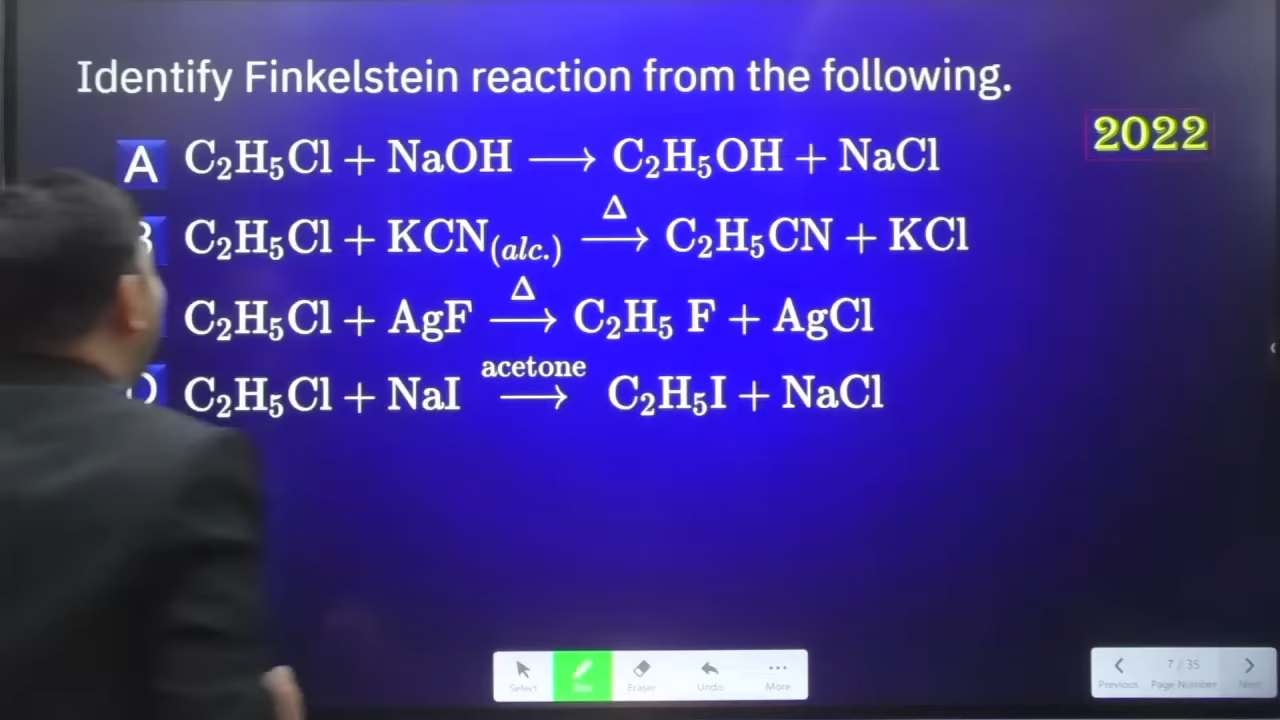 Identify Finkelstein reaction from the following.
2022
A C₂H₅Cl + NaOH ⟶ C₂H₅OH + NaCl
C₂H₅Cl + KCN(alc.) ⟶ C₂H₅CN + KCl
Δ
C₂H₅Cl + AgF ⟶ C₂H₅ F + AgCl
Δ
C₂H₅Cl + NaI ⟶ C₂H₅I + NaCl
acetone
Select
Eraser
Undo
More
Previous
7 / 35
Page Number
Next